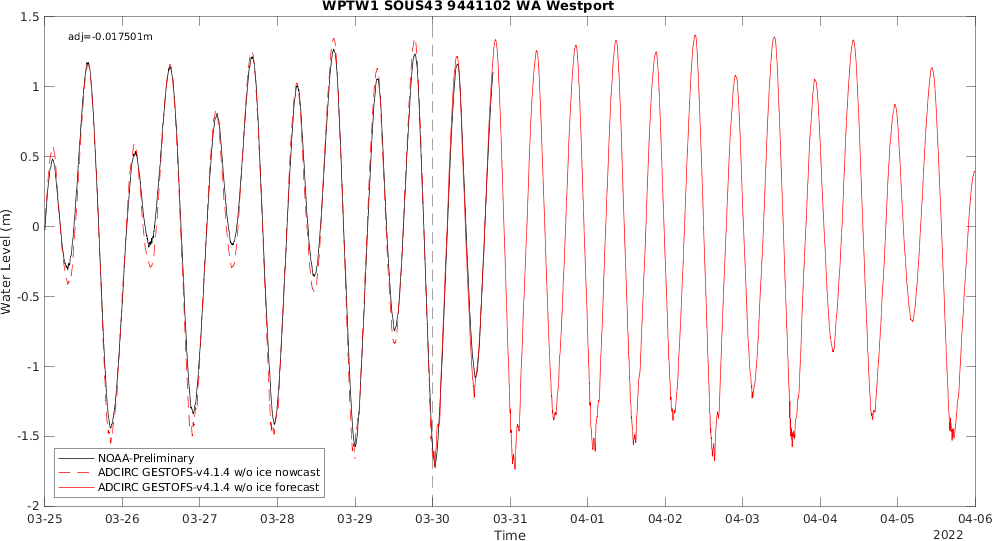 WPTW1 SOUS43 9441102 WA Westport
adj=-0.017501m
1.5
1
0.5
0
-0.5
-1
-1.5
-2
Water Level (m)
NOAA-Preliminary
ADCIRC GESTOFS-v4.1.4 w/o ice nowcast
ADCIRC GESTOFS-v4.1.4 w/o ice forecast
03-25 03-26 03-27 03-28 03-29 03-30 03-31 04-01 04-02 04-03 04-04 04-05 04-06
Time
2022